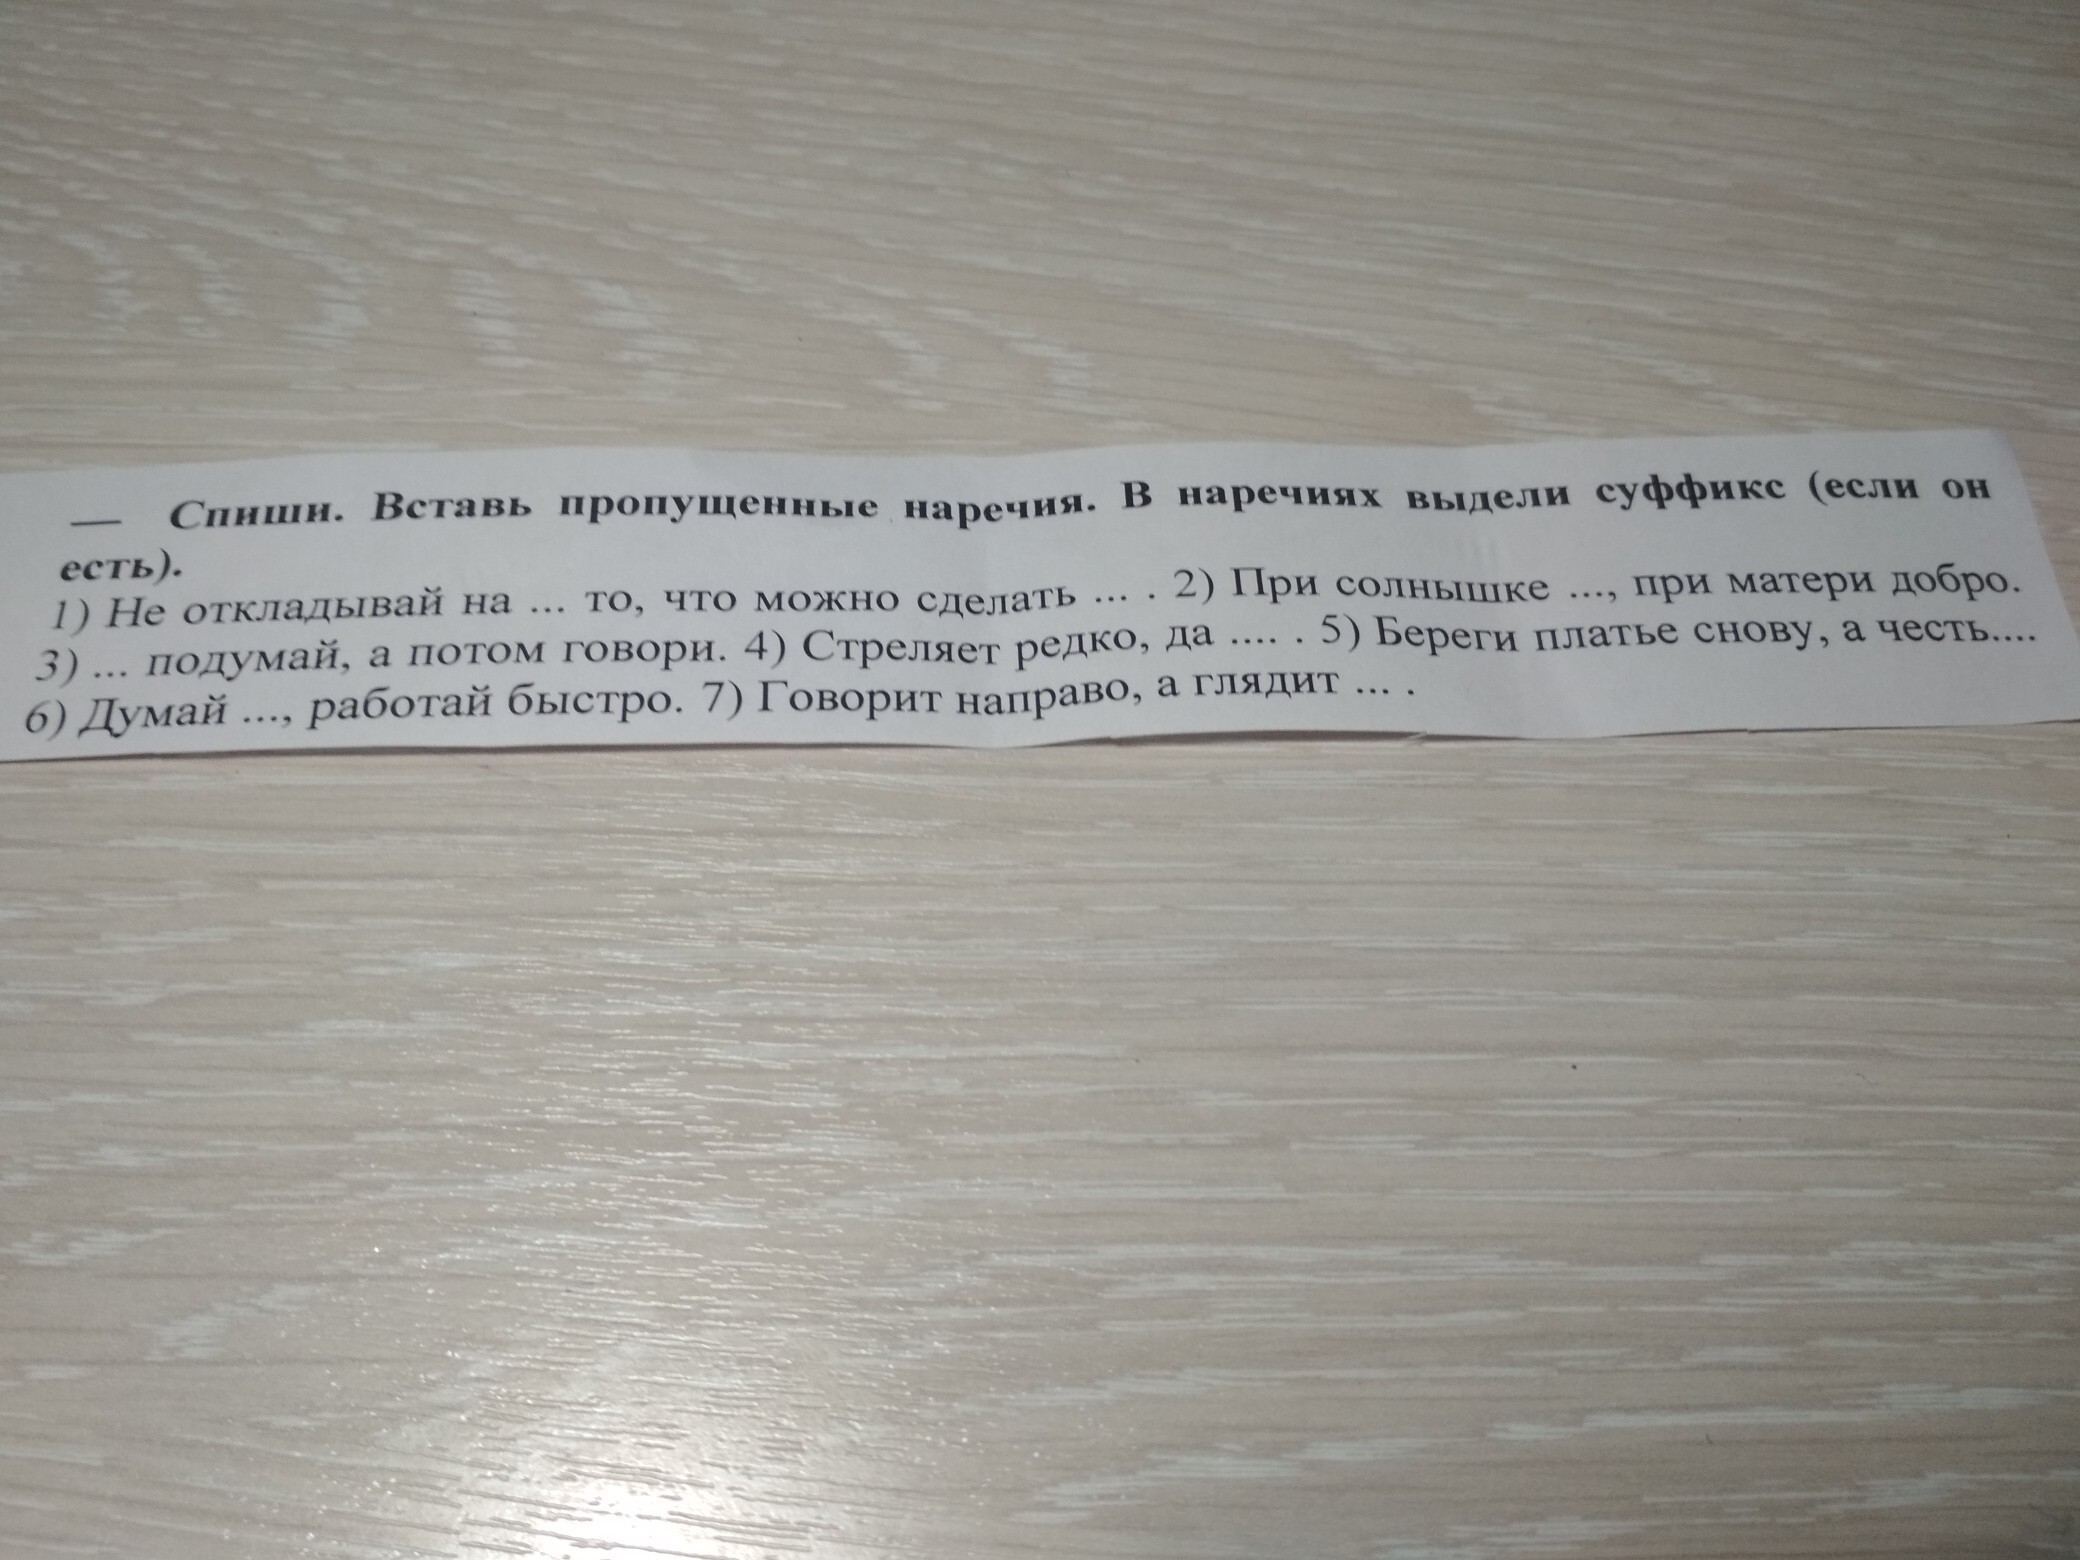 — Спиши. Вставь пропущенные наречия. В наречиях выдели суффикс (если он
есть).
1) Не откладывай на ... то, что можно сделать ... . 2) При солнышке ..., при матери добро.
3) ... подумай, а потом говори. 4) Стреляет редко, да .... . 5) Береги платье снову, а честь....
6) Думай ..., работай быстро. 7) Говорит направо, а глядит ... .